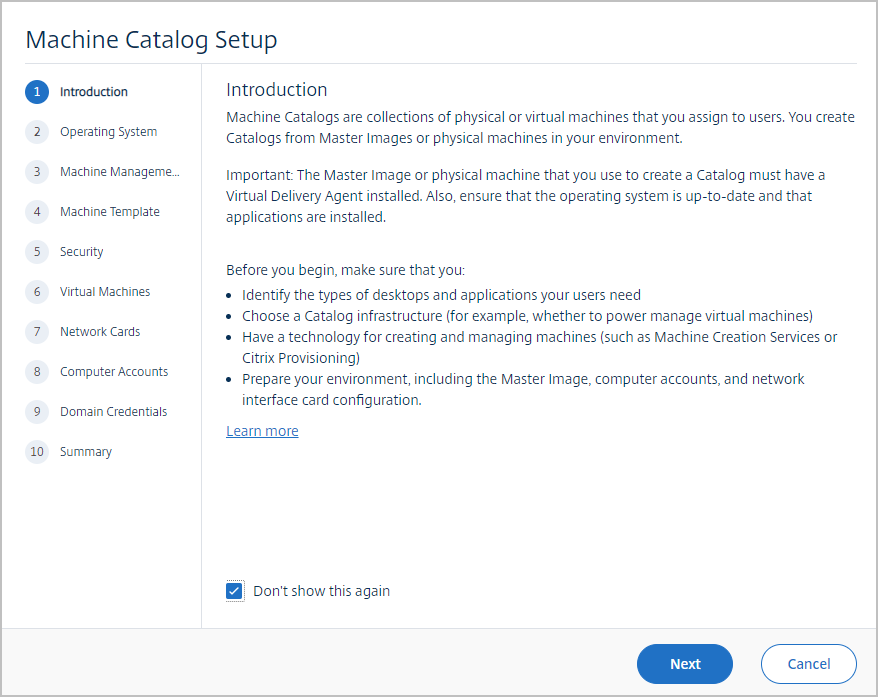 Machine Catalog Setup
1 Introduction
2 Operating System
3 Machine Manageme...
4 Machine Template
5 Security
6 Virtual Machines
7 Network Cards
8 Computer Accounts
9 Domain Credentials
10 Summary
Introduction
Machine Catalogs are collections of physical or virtual machines that you assign to users. You create
Catalogs from Master Images or physical machines in your environment.
Important: The Master Image or physical machine that you use to create a Catalog must have a
Virtual Delivery Agent installed. Also, ensure that the operating system is up-to-date and that
applications are installed.
Before you begin, make sure that you:
• Identify the types of desktops and applications your users need
• Choose a Catalog infrastructure (for example, whether to power manage virtual machines)
• Have a technology for creating and managing machines (such as Machine Creation Services or
Citrix Provisioning)
• Prepare your environment, including the Master Image, computer accounts, and network
interface card configuration.
Learn more
Don't show this again
Next
Cancel